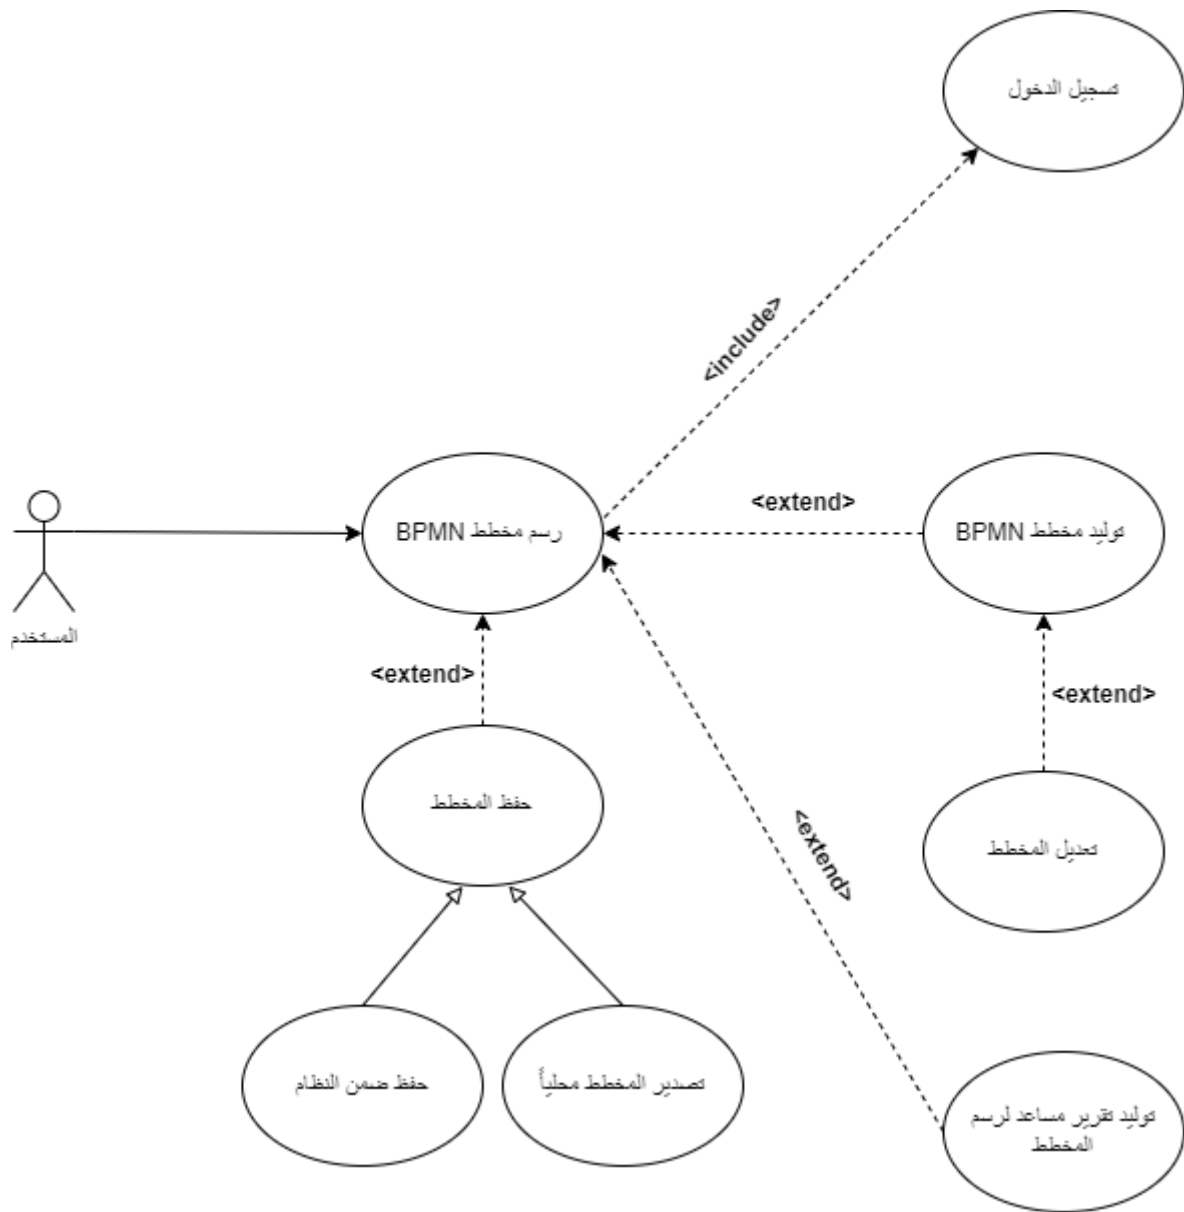 تسجيل الدخول
<include>
رسم مخطط BPMN
<extend>
توليد مخطط BPMN
المستخدم
<extend>
<extend>
حفظ المخطط
<extend>
تعديل المخطط
حفظ ضمن النظام
تصدير المخطط محلياً
توليد تقرير مساعد لرسم
المخطط